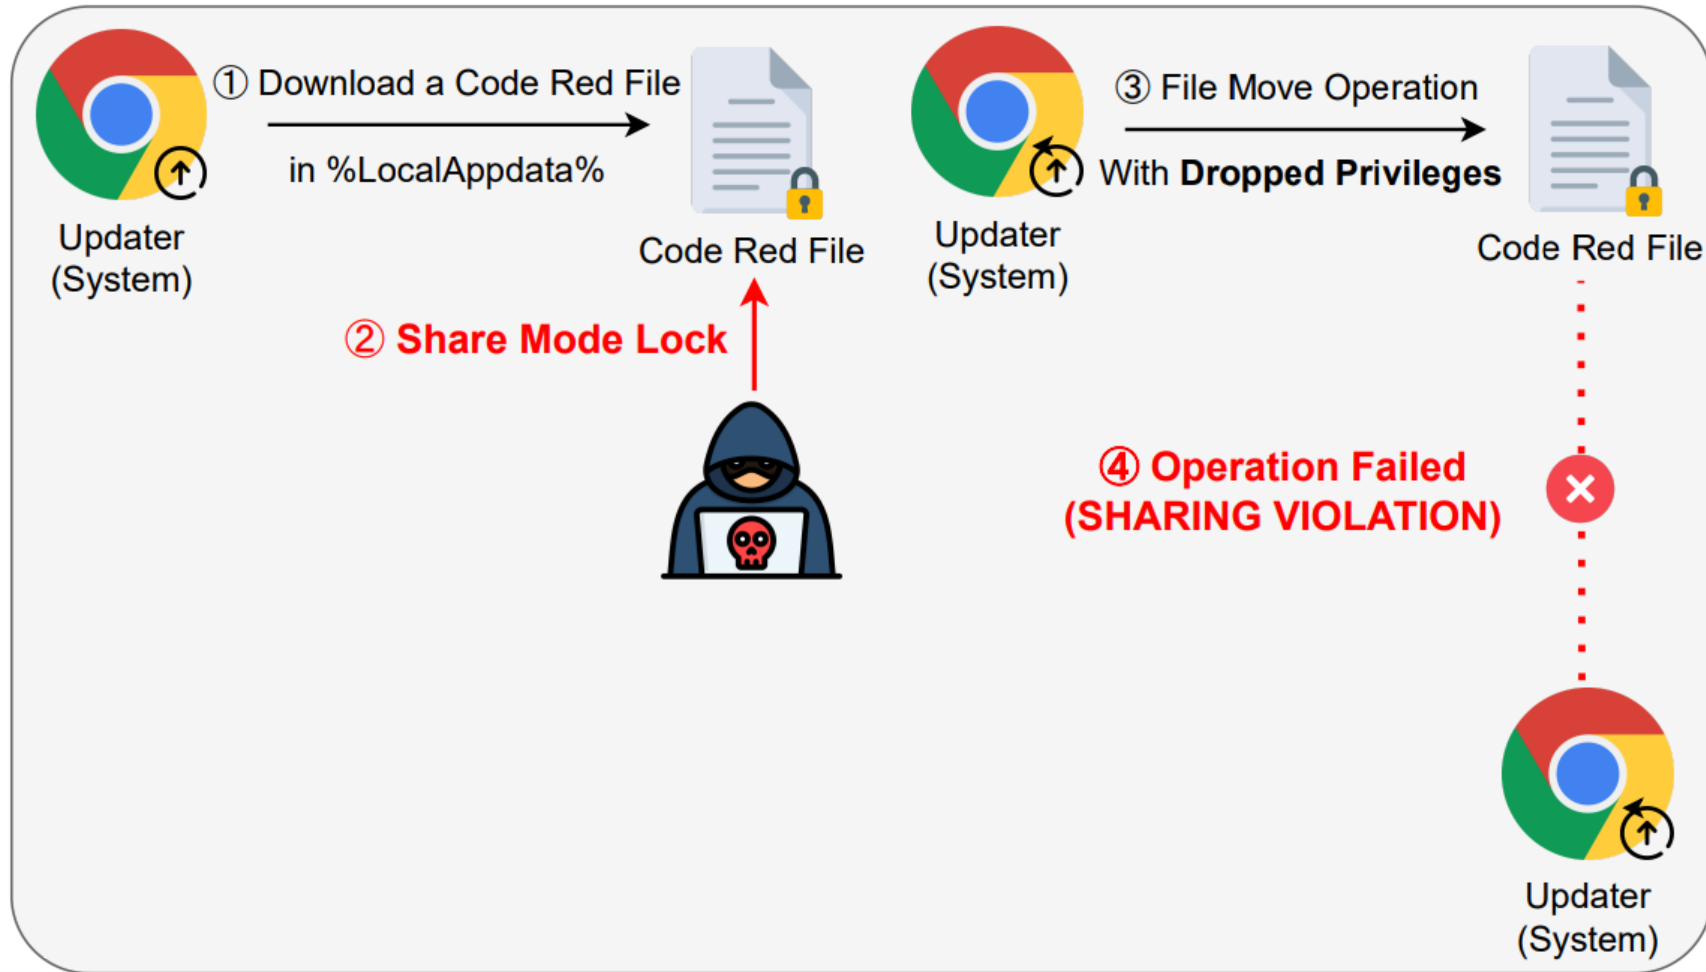 ① Download a Code Red File
in %LocalAppdata%
Updater
(System)
Code Red File
② Share Mode Lock
③ File Move Operation
With Dropped Privileges
Updater
(System)
Code Red File
④ Operation Failed
(SHARING VIOLATION)
Updater
(System)